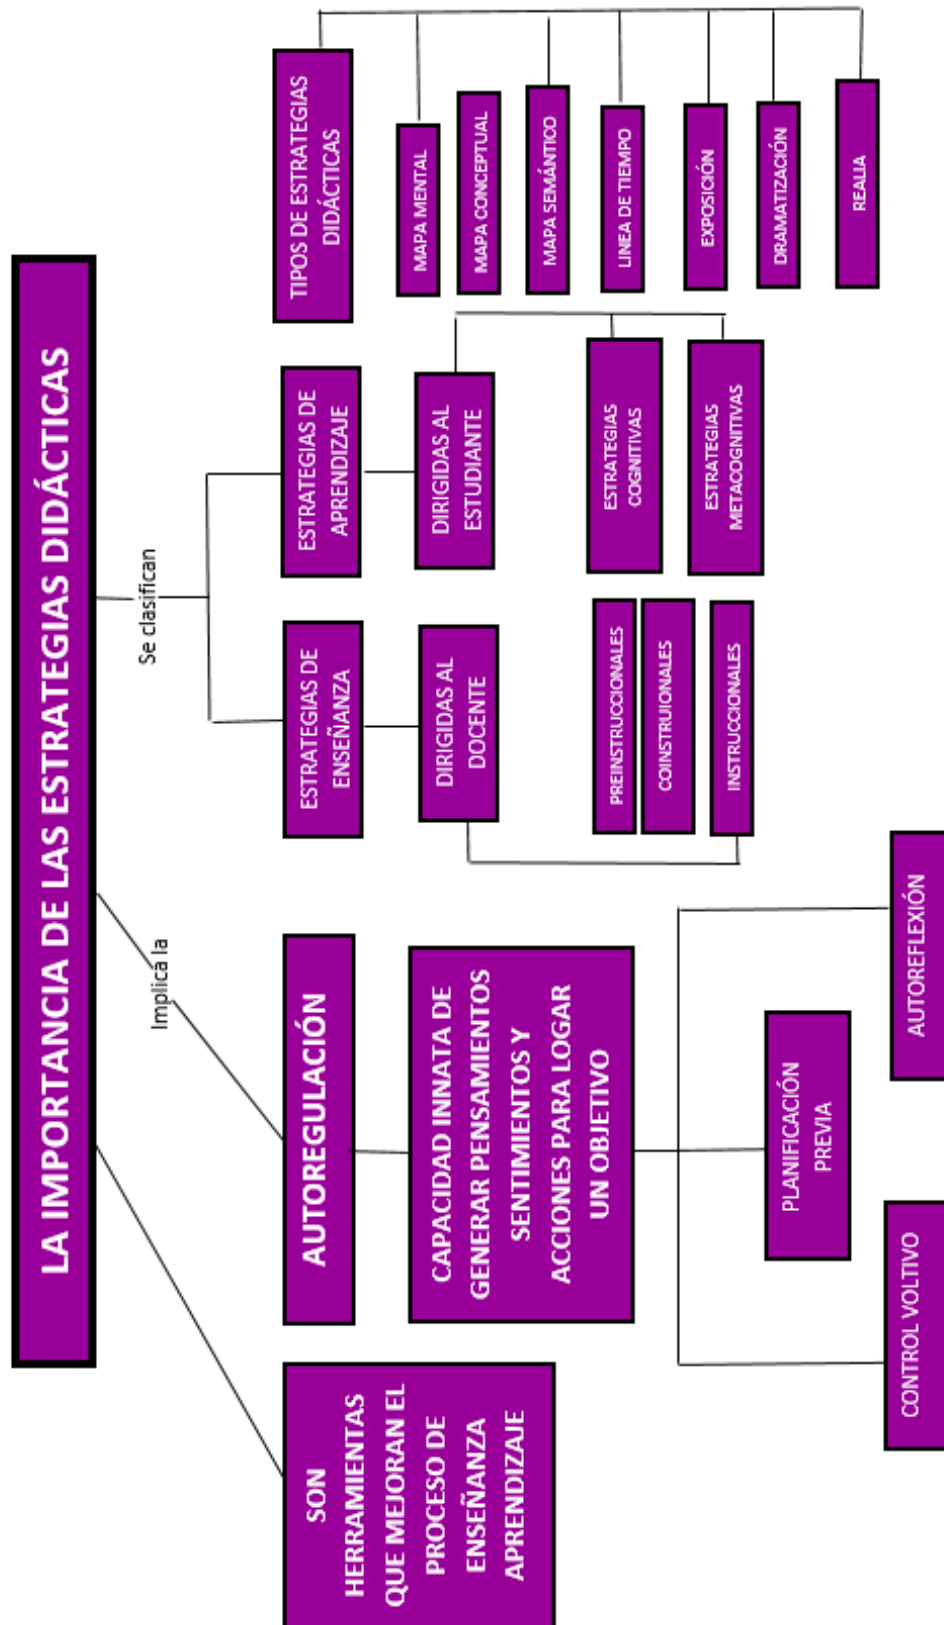 LA IMPORTANCIA DE LAS ESTRATEGIAS DIDÁCTICAS
Implica la
Se clasifican
SON
HERRAMIENTAS
QUE MEJORAN EL
PROCESO DE
ENSEÑANZA
APRENDIZAJE
AUTOREGULACIÓN
CAPACIDAD INNATA DE
GENERAR PENSAMIENTOS
SENTIMIENTOS Y
ACCIONES PARA LOGAR
UN OBJETIVO
CONTROL VOLTIVO
PLANIFICACIÓN
PREVIA
AUTOREFLEXIÓN
ESTRATEGIAS DE
ENSEÑANZA
DIRIGIDAS AL
DOCENTE
PREINSTRUCCIONALES
COINSTRUIONALES
INSTRUCCIONALES
ESTRATEGIAS DE
APRENDIZAJE
DIRIGIDAS AL
ESTUDIANTE
ESTRATEGIAS
COGNITIVAS
ESTRATEGIAS
METACOGNITIVAS
TIPOS DE ESTRATEGIAS
DIDÁCTICAS
MAPA MENTAL
MAPA CONCEPTUAL
MAPA SEMÁNTICO
LINEA DE TIEMPO
EXPOSICIÓN
DRAMATIZACIÓN
REALIA